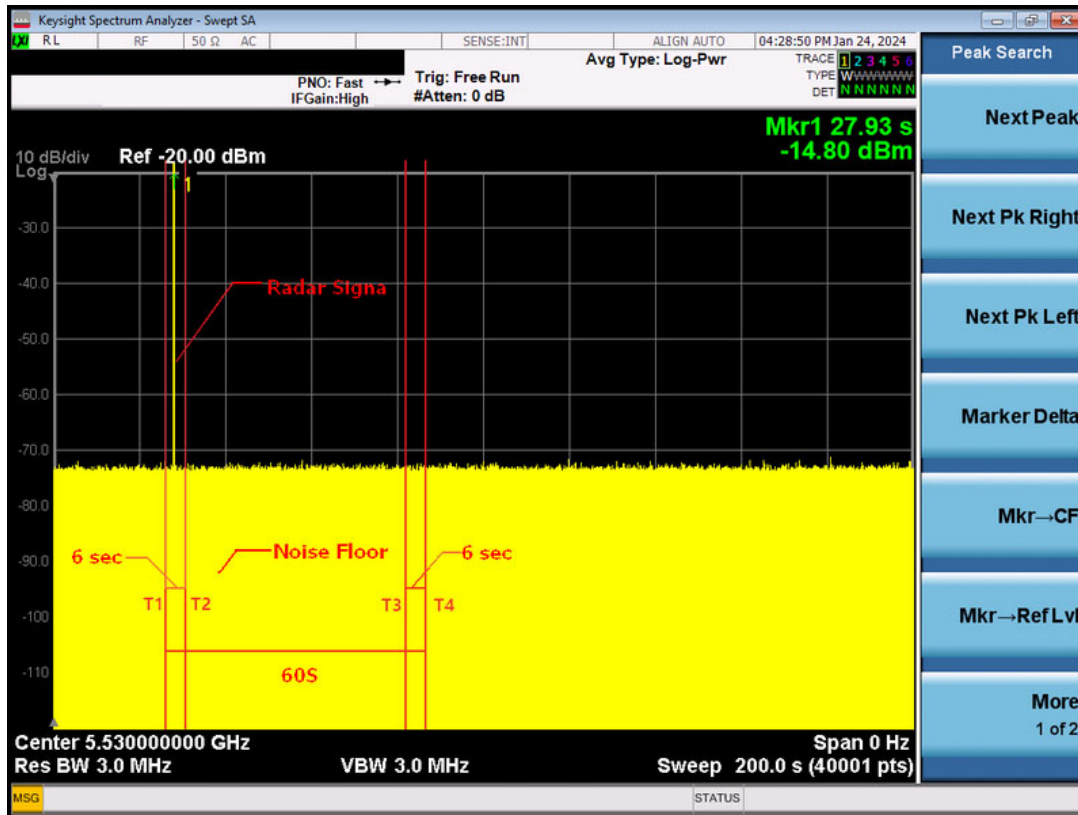 Keysight Spectrum Analyzer - Swept SA
LXI RL RF 50 Ω AC SENSE:INT ALIGN AUTO 04:28:50 PM Jan 24, 2024
PNO: Fast Trig: Free Run Avg Type: Log-Pwr TRACE 1 2 3 4 5 6
IFGain:High #Atten: 0 dB TYPE WWWWWW
DET N N N N N N
Mkr1 27.93 s
-14.80 dBm
10 dB/div Ref -20.00 dBm
Log
1
-30.0
-40.0
Radar Signa
-50.0
-60.0
-70.0
-80.0
-90.0
6 sec
Noise Floor
6 sec
T1 T2 T3 T4
-100
-110
60S
Center 5.530000000 GHz Span 0 Hz
Res BW 3.0 MHz VBW 3.0 MHz Sweep 200.0 s (40001 pts)
MSG STATUS
Peak Search
Next Peak
Next Pk Right
Next Pk Left
Marker Delta
Mkr→CF
Mkr→Ref Lvl
More
1 of 2